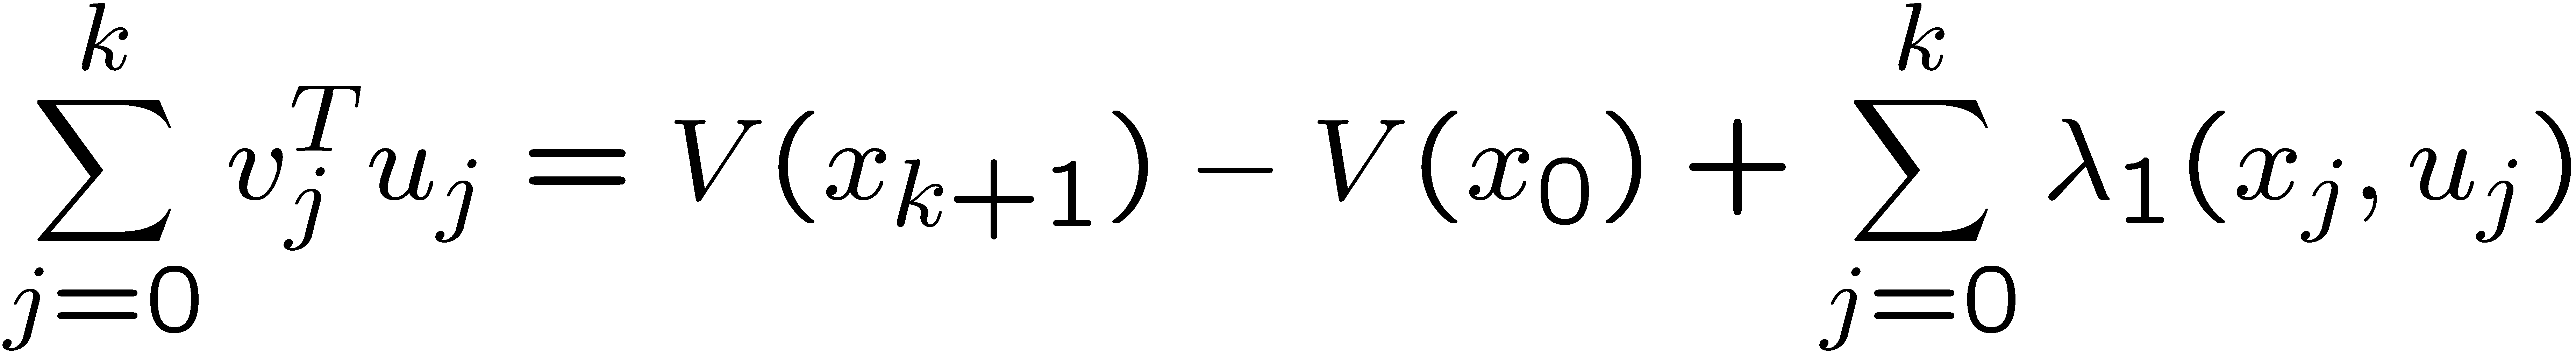 \sum_{j=0}^{k} v_j^T u_j = V(x_{k+1}) - V(x_0) + \sum_{j=0}^{k} \lambda_1(x_j, u_j)